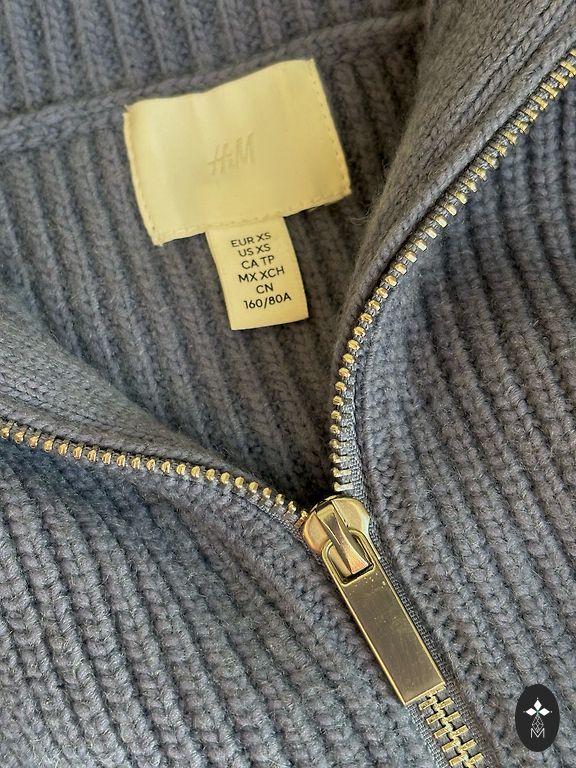 H&M
EUR XS
US XS
CA TP
MX XCH
CN
160/80A
M